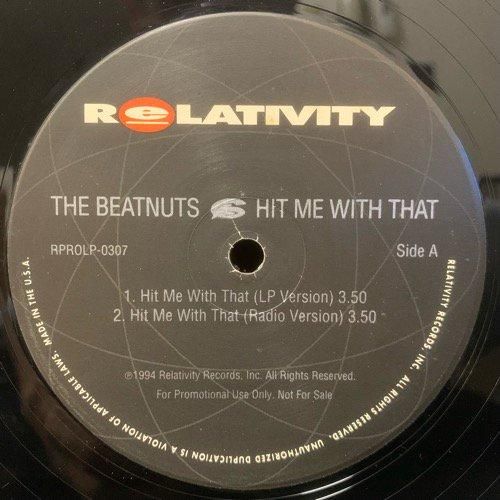 ReLATIVITY
THE BEATNUTS HIT ME WITH THAT
RPROLP-0307 Side A
1. Hit Me With That (LP Version) 3.50
2. Hit Me With That (Radio Version) 3.50
℗1994 Relativity Records, Inc. All Rights Reserved.
For Promotional Use Only. Not For Sale
RELATIVITY RECORDS INC. ALL RIGHTS RESERVED. UNAUTHORIZED DUPLICATION IS A VIOLATION OF APPLICABLE LAWS. MADE IN THE U.S.A.